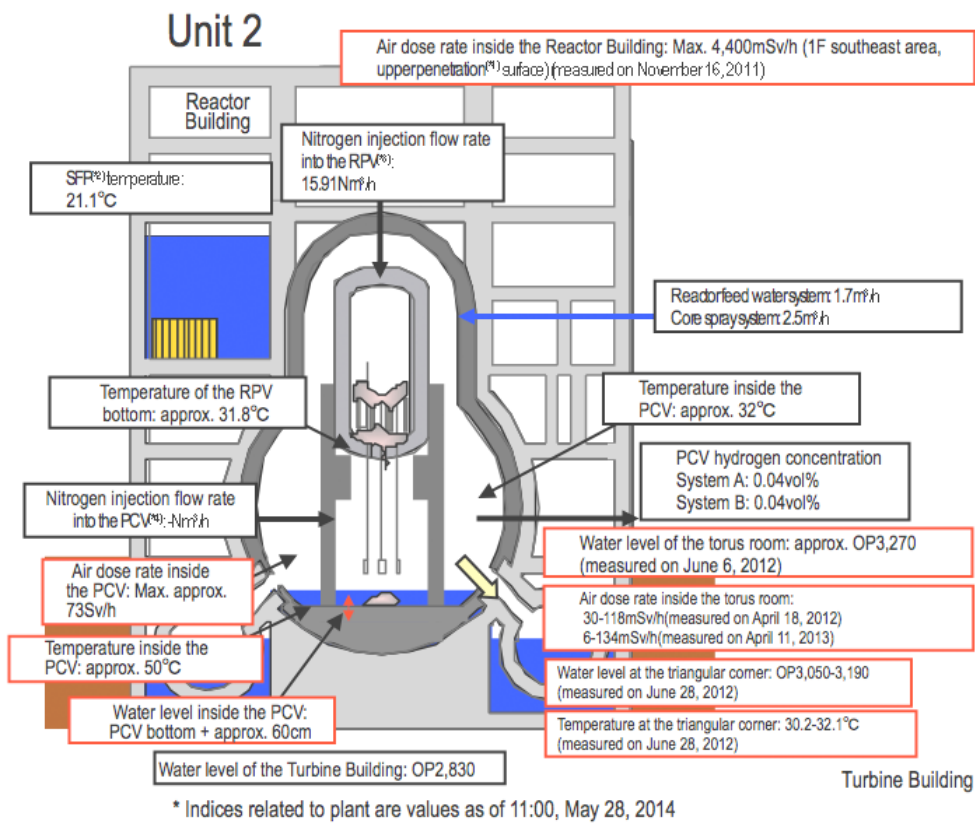 Unit 2
Air dose rate inside the Reactor Building: Max. 4,400mSv/h (1F southeast area,
upperpenetration(*1) surface) (measured on November 16, 2011)
Reactor
Building
Nitrogen injection flow rate
into the RPV(*3):
15.91Nm³/h
SFP(*2) temperature:
21.1°C
Reactor feed water system: 1.7m³/h
Core spray system: 2.5m³/h
Temperature of the RPV
bottom: approx. 31.8°C
Temperature inside the
PCV: approx. 32°C
PCV hydrogen concentration
System A: 0.04vol%
System B: 0.04vol%
Nitrogen injection flow rate
into the PCV(*4): -Nm³/h
Water level of the torus room: approx. OP3,270
(measured on June 6, 2012)
Air dose rate inside
the PCV: Max. approx.
73Sv/h
Air dose rate inside the torus room:
30-118mSv/h(measured on April 18, 2012)
6-134mSv/h(measured on April 11, 2013)
Temperature inside the
PCV: approx. 50°C
Water level at the triangular corner: OP3,050-3,190
(measured on June 28, 2012)
Water level inside the PCV:
PCV bottom + approx. 60cm
Temperature at the triangular corner: 30.2-32.1°C
(measured on June 28, 2012)
Water level of the Turbine Building: OP2,830
Turbine Building
* Indices related to plant are values as of 11:00, May 28, 2014